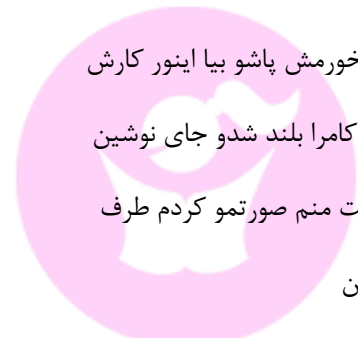 خورمش پاشو بیا اینور کارش
کامرا بلند شدو جای نوشین
ت منم صورتمو کردم طرف
ن